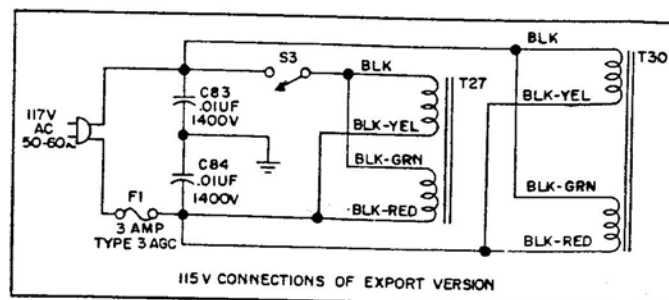 S3
BLK
T27
BLK-YEL
BLK-GRN
BLK-RED
BLK
T30
BLK-YEL
BLK-GRN
BLK-RED
117V
AC
50-60~
C83
.01UF
1400V
C84
.01UF
1400V
F1
3 AMP
TYPE 3 AGC
115V CONNECTIONS OF EXPORT VERSION